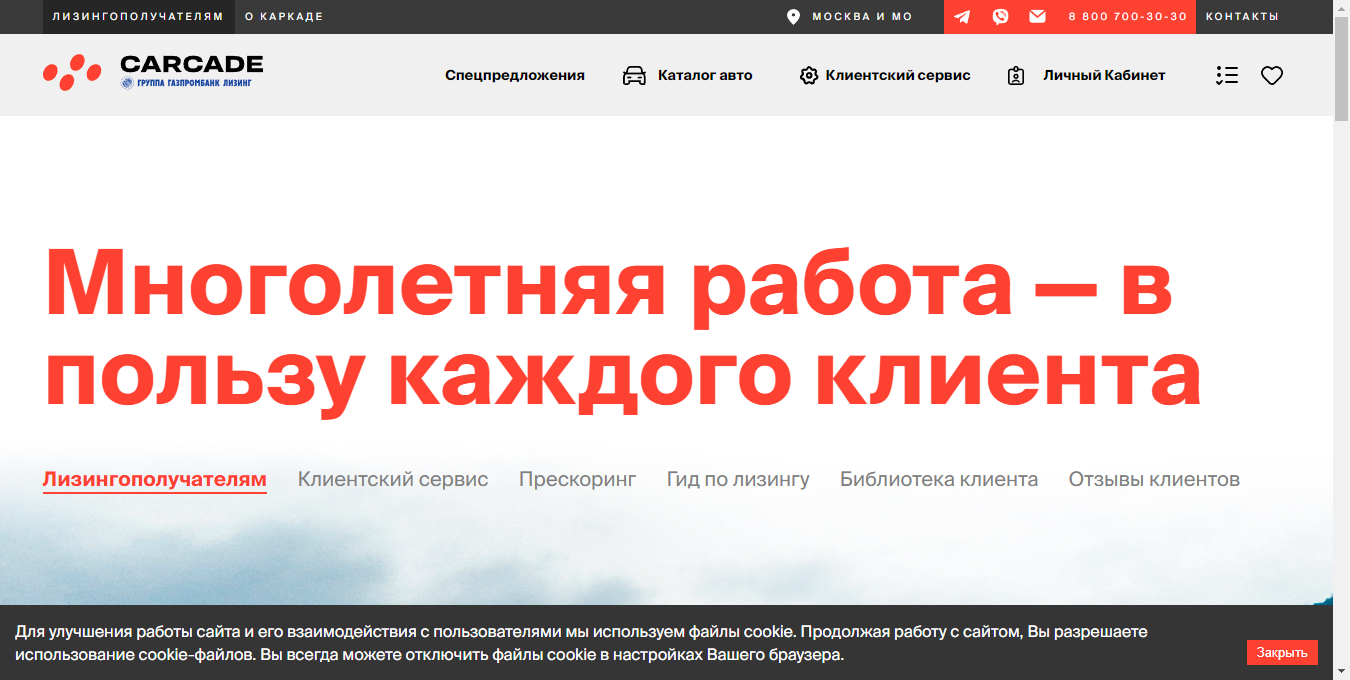 ЛИЗИНГОПОЛУЧАТЕЛЯМ О КАРКАДЕ МОСКВА И МО 8 800 700-30-30 КОНТАКТЫ
CARCADE
ГРУППА ГАЗПРОМБАНК ЛИЗИНГ
Спецпредложения Каталог авто Клиентский сервис Личный Кабинет
Многолетняя работа — в
пользу каждого клиента
Лизингополучателям Клиентский сервис Прескоринг Гид по лизингу Библиотека клиента Отзывы клиентов
Для улучшения работы сайта и его взаимодействия с пользователями мы используем файлы cookie. Продолжая работу с сайтом, Вы разрешаете
использование cookie-файлов. Вы всегда можете отключить файлы cookie в настройках Вашего браузера.
Закрыть